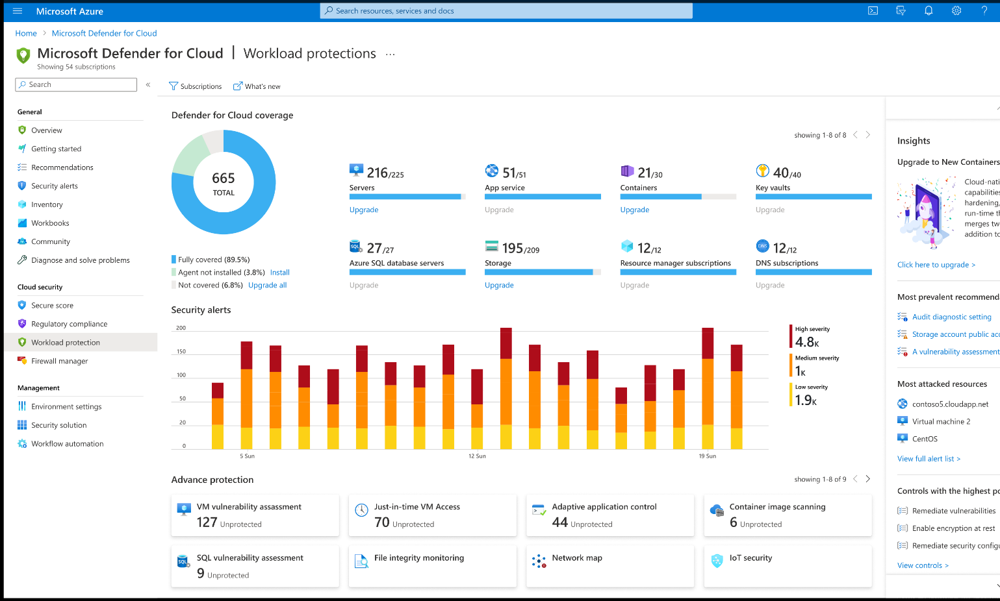 Microsoft Azure
Search resources, services and docs
Home > Microsoft Defender for Cloud
Microsoft Defender for Cloud | Workload protections ...
Showing 54 subscriptions
Search
«
Subscriptions
What's new
General
Overview
Getting started
Recommendations
Security alerts
Inventory
Workbooks
Community
Diagnose and solve problems
Cloud security
Secure score
Regulatory compliance
Workload protection
Firewall manager
Management
Environment settings
Security solution
Workflow automation
Defender for Cloud coverage
showing 1-8 of 8
665
TOTAL
Fully covered (89.5%)
Agent not installed (3.8%) Install
Not covered (6.8%) Upgrade all
216/225
Servers
Upgrade
51/51
App service
Upgrade
21/30
Containers
Upgrade
40/40
Key vaults
Upgrade
SQL
27/27
Azure SQL database servers
Upgrade
195/209
Storage
Upgrade
12/12
Resource manager subscriptions
Upgrade
DNS
12/12
DNS subscriptions
Upgrade
Security alerts
200
150
100
50
20
0
5 Sun
12 Sun
19 Sun
High severity
4.8K
Medium severity
1K
Low severity
1.9K
Advance protection
showing 1-8 of 9
VM vulnerability assassment
127 Unprotected
Just-in-time VM Access
70 Unprotected
Adaptive application control
44 Unprotected
Container image scanning
6 Unprotected
SQL
SQL vulnerability assessment
9 Unprotected
File integrity monitoring
Network map
IoT security
Insights
Upgrade to New Containers
Cloud-nati
capabilities
hardening,
run-time th
merges tw
addition to
Click here to upgrade >
Most prevalent recommend
Audit diagnostic setting
Storage account public acc
A vulnerability assessment
Most attacked resources
contoso5.cloudapp.net
Virtual machine 2
CentOS
View full alert list >
Controls with the highest po
Remediate vulnerabilities
Enable encryption at rest
Remediate security configu
View controls >